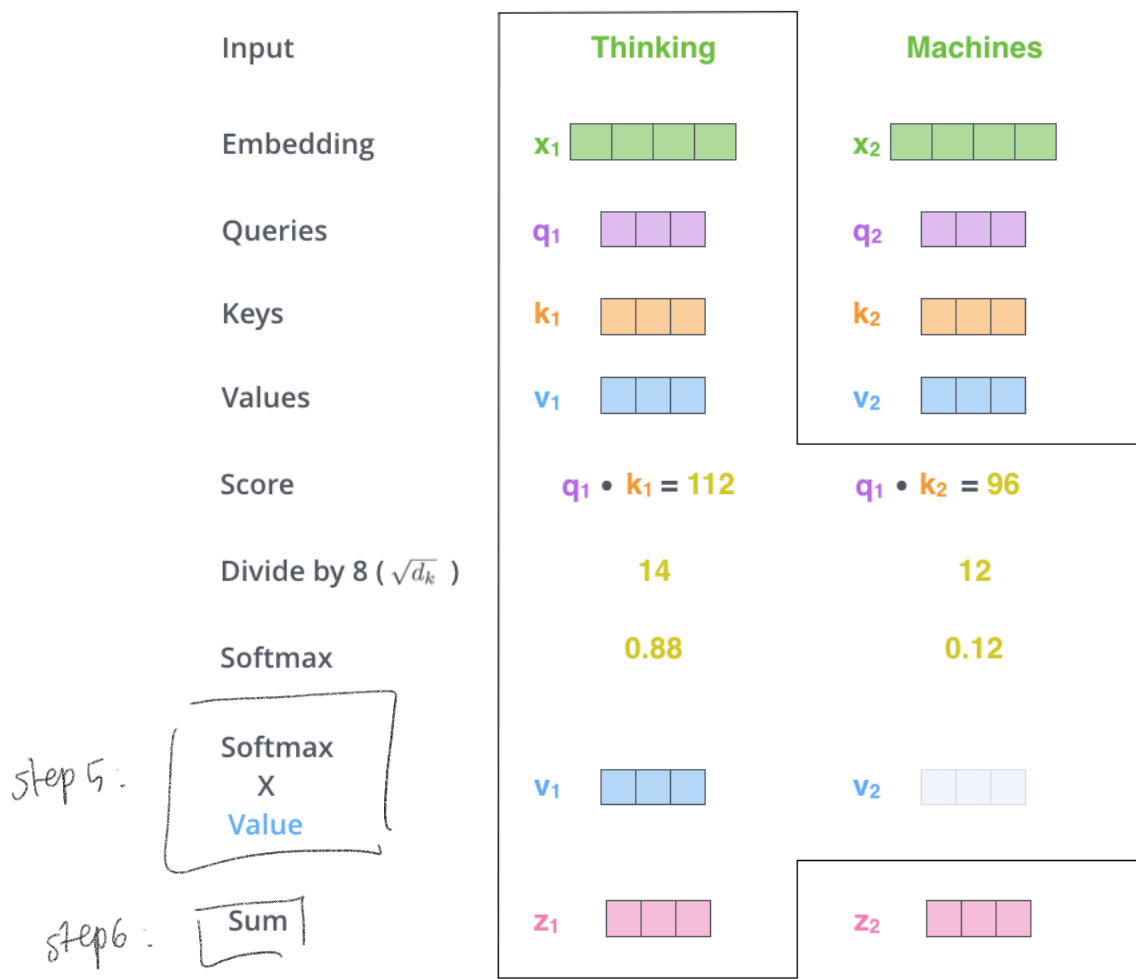 Input Thinking Machines
Embedding x₁ x₂
Queries q₁ q₂
Keys k₁ k₂
Values v₁ v₂
Score q₁ • k₁ = 112 q₁ • k₂ = 96
Divide by 8 ( √dₖ ) 14 12
Softmax 0.88 0.12
step 5:
Softmax
X
Value
v₁ v₂
step6: Sum z₁ z₂